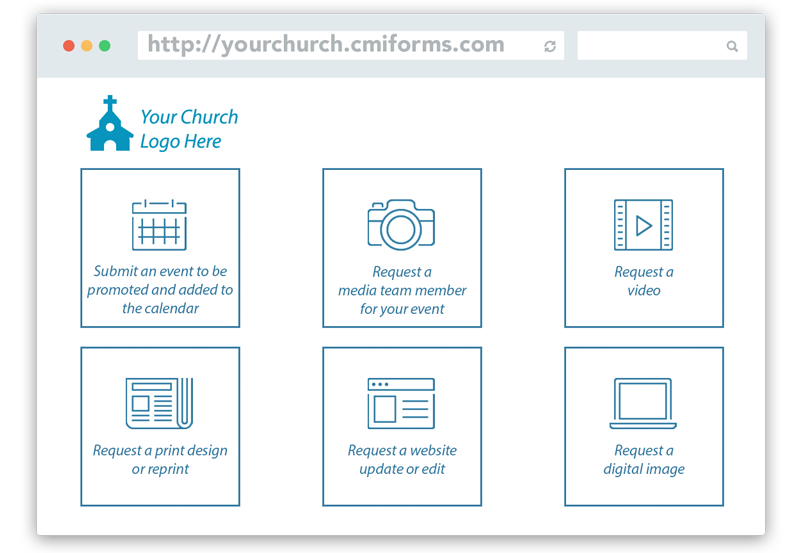 http://yourchurch.cmiforms.com
Your Church
Logo Here
Submit an event to be
promoted and added to
the calendar
Request a
media team member
for your event
Request a
video
Request a print design
or reprint
Request a website
update or edit
Request a
digital image